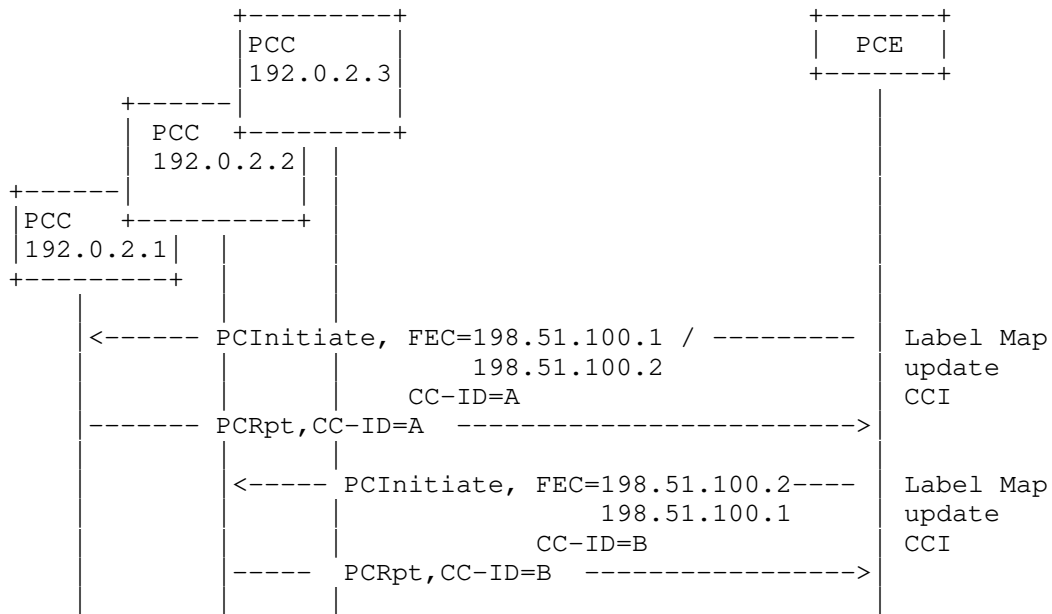 PCC
192.0.2.3
PCE
PCC
192.0.2.2
PCC
192.0.2.1
<------ PCInitiate, FEC=198.51.100.1 / --------- Label Map
198.51.100.2 update
CC-ID=A CCI
------- PCRpt,CC-ID=A ------------------------->
<----- PCInitiate, FEC=198.51.100.2---- Label Map
198.51.100.1 update
CC-ID=B CCI
----- PCRpt,CC-ID=B ----------------->